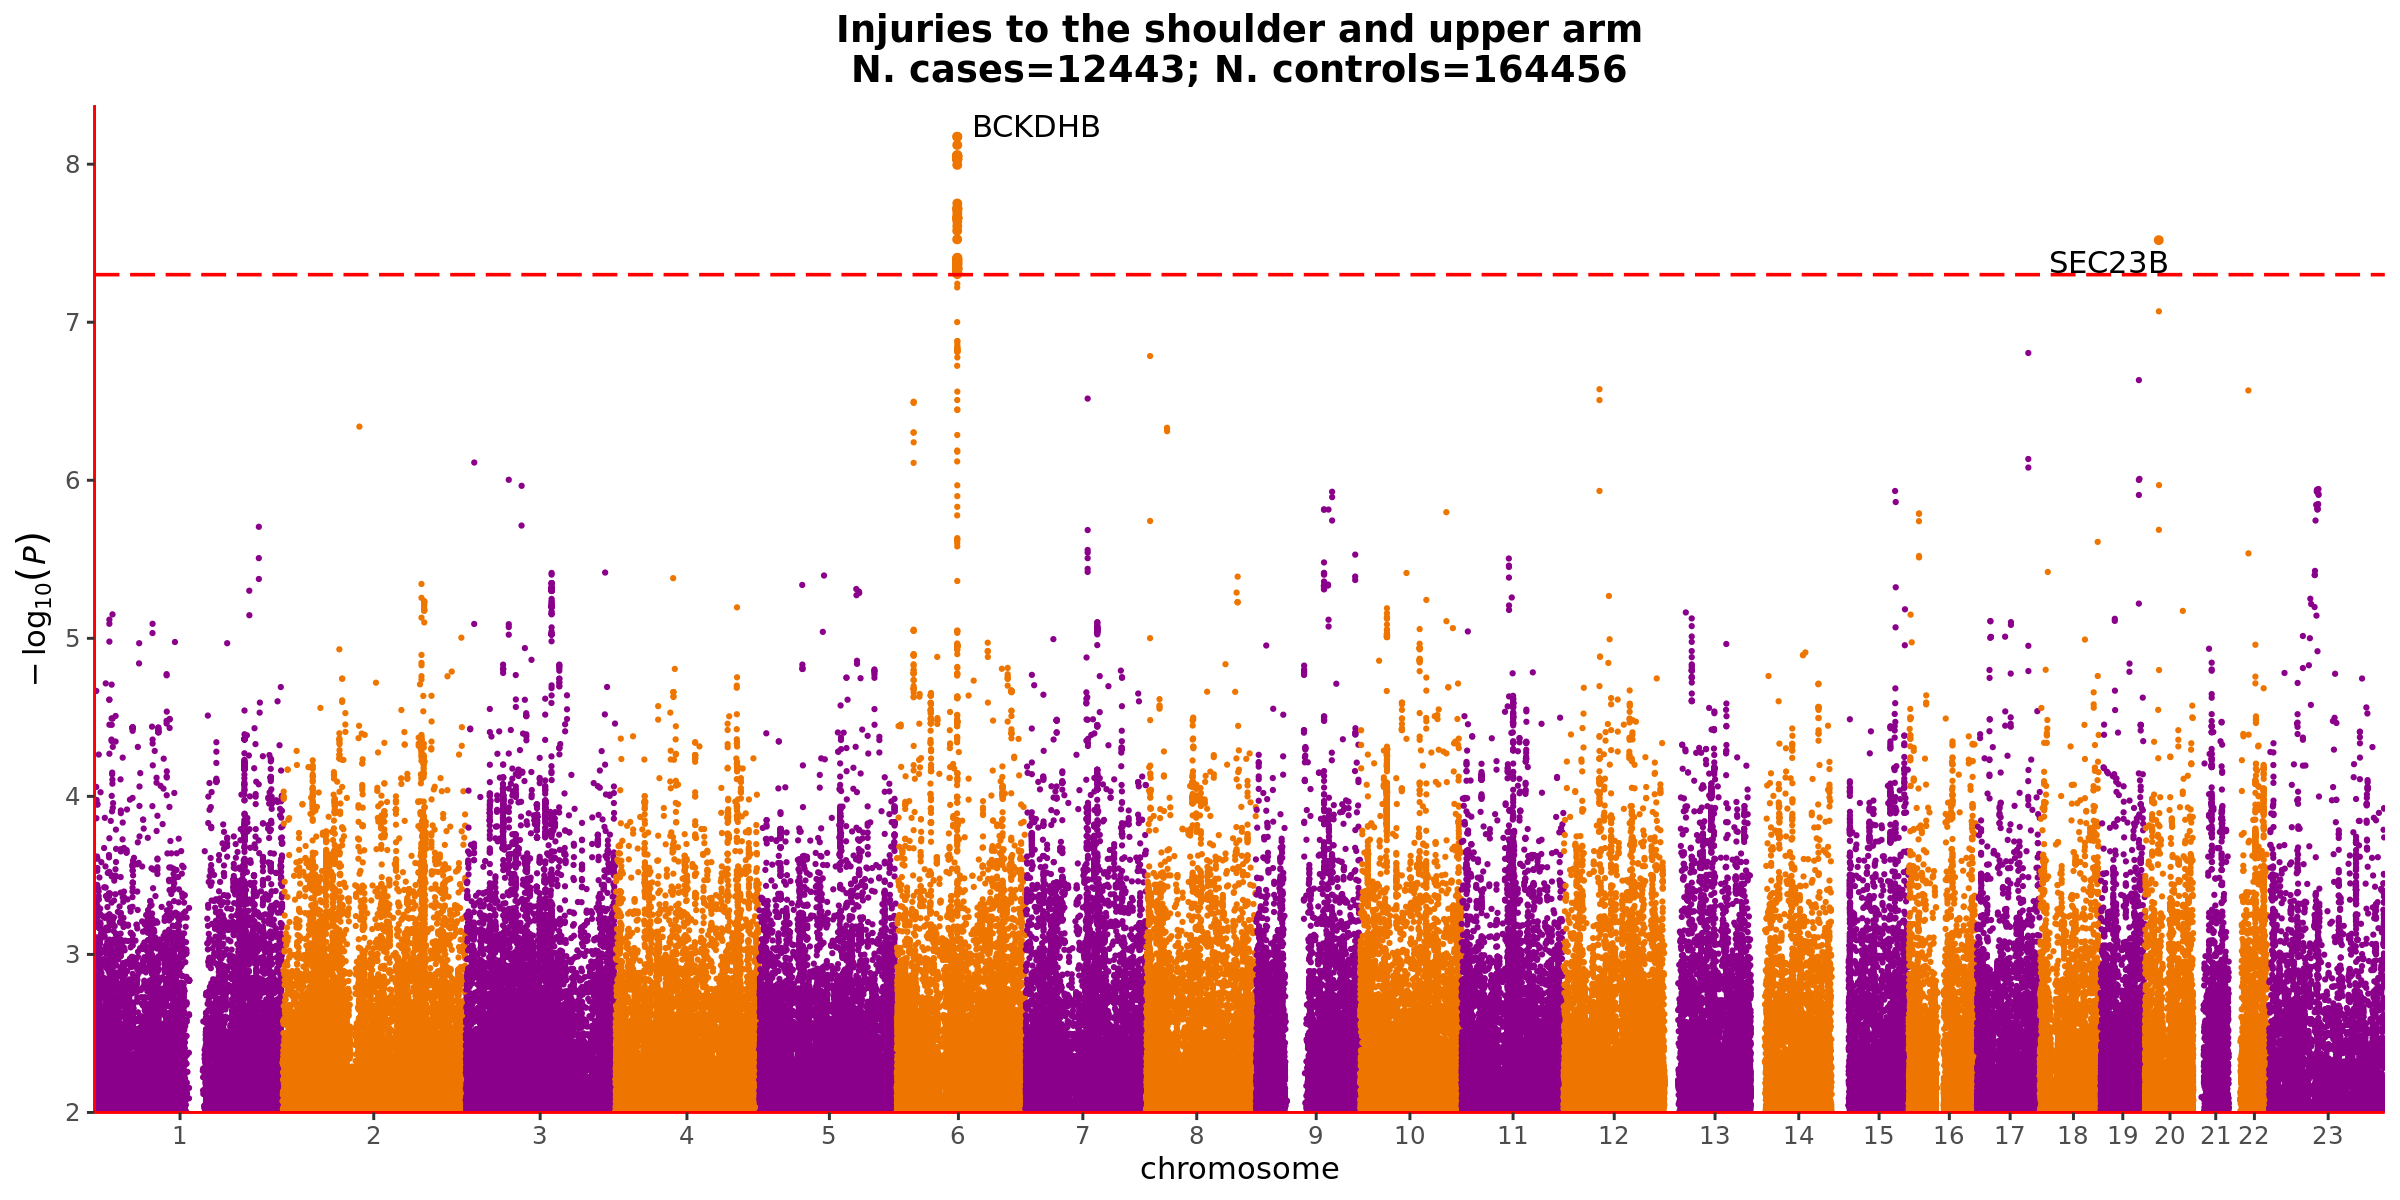 Injuries to the shoulder and upper arm
N. cases=12443; N. controls=164456
BCKDHB
SEC23B
8
7
6
5
4
3
2
− log10(P)
1 2 3 4 5 6 7 8 9 10 11 12 13 14 15 16 17 18 19 20 21 22 23
chromosome